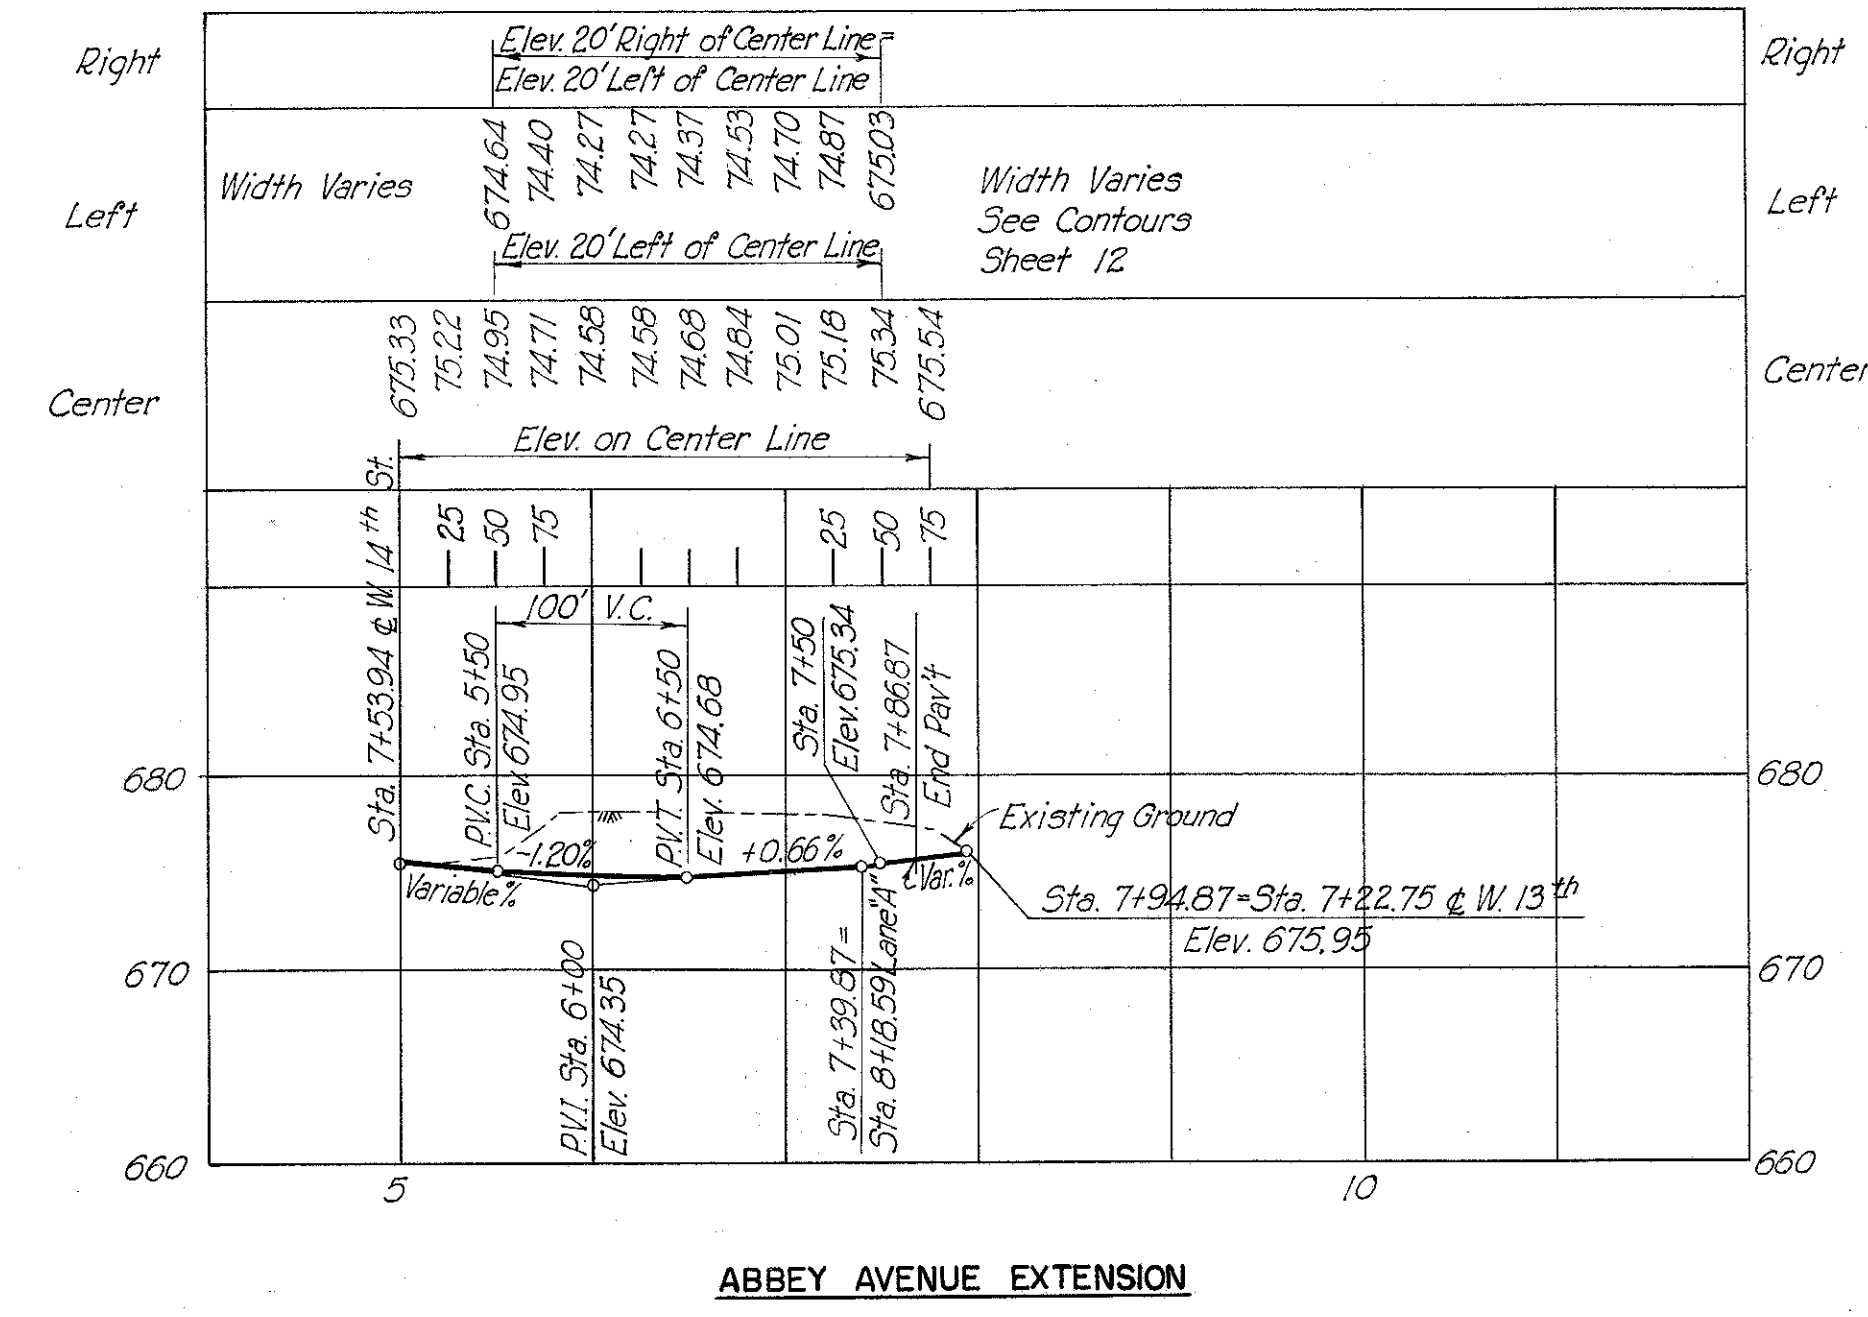 Right
Elev. 20' Right of Center Line =
Elev. 20' Left of Center Line
Right
Left
Width Varies
674.64
74.40
74.27
74.27
74.37
74.53
74.70
74.87
675.03
Elev. 20' Left of Center Line
Width Varies
See Contours
Sheet 12
Left
Center
675.33
75.22
74.95
74.71
74.58
74.58
74.68
74.84
75.01
75.18
75.34
675.54
Elev. on Center Line
Center
25
50
75
25
50
75
100' V.C.
Sta. 7+53.94 ℄ W. 14th St.
P.V.C. Sta. 5+50
Elev. 674.95
P.V.T. Sta. 6+50
Elev. 674.68
Sta. 7+50
Elev. 675.34
Sta. 7+86.87
End Pav't
680
680
Existing Ground
-1.20%
+0.66%
Variable %
Var. %
Sta. 7+94.87=Sta. 7+22.75 ℄ W. 13th
Elev. 675.95
P.V.I. Sta. 6+00
Elev. 674.35
Sta. 7+39.87 =
Sta. 8+18.59 Lane "A"
670
670
660
660
5
10
ABBEY AVENUE EXTENSION